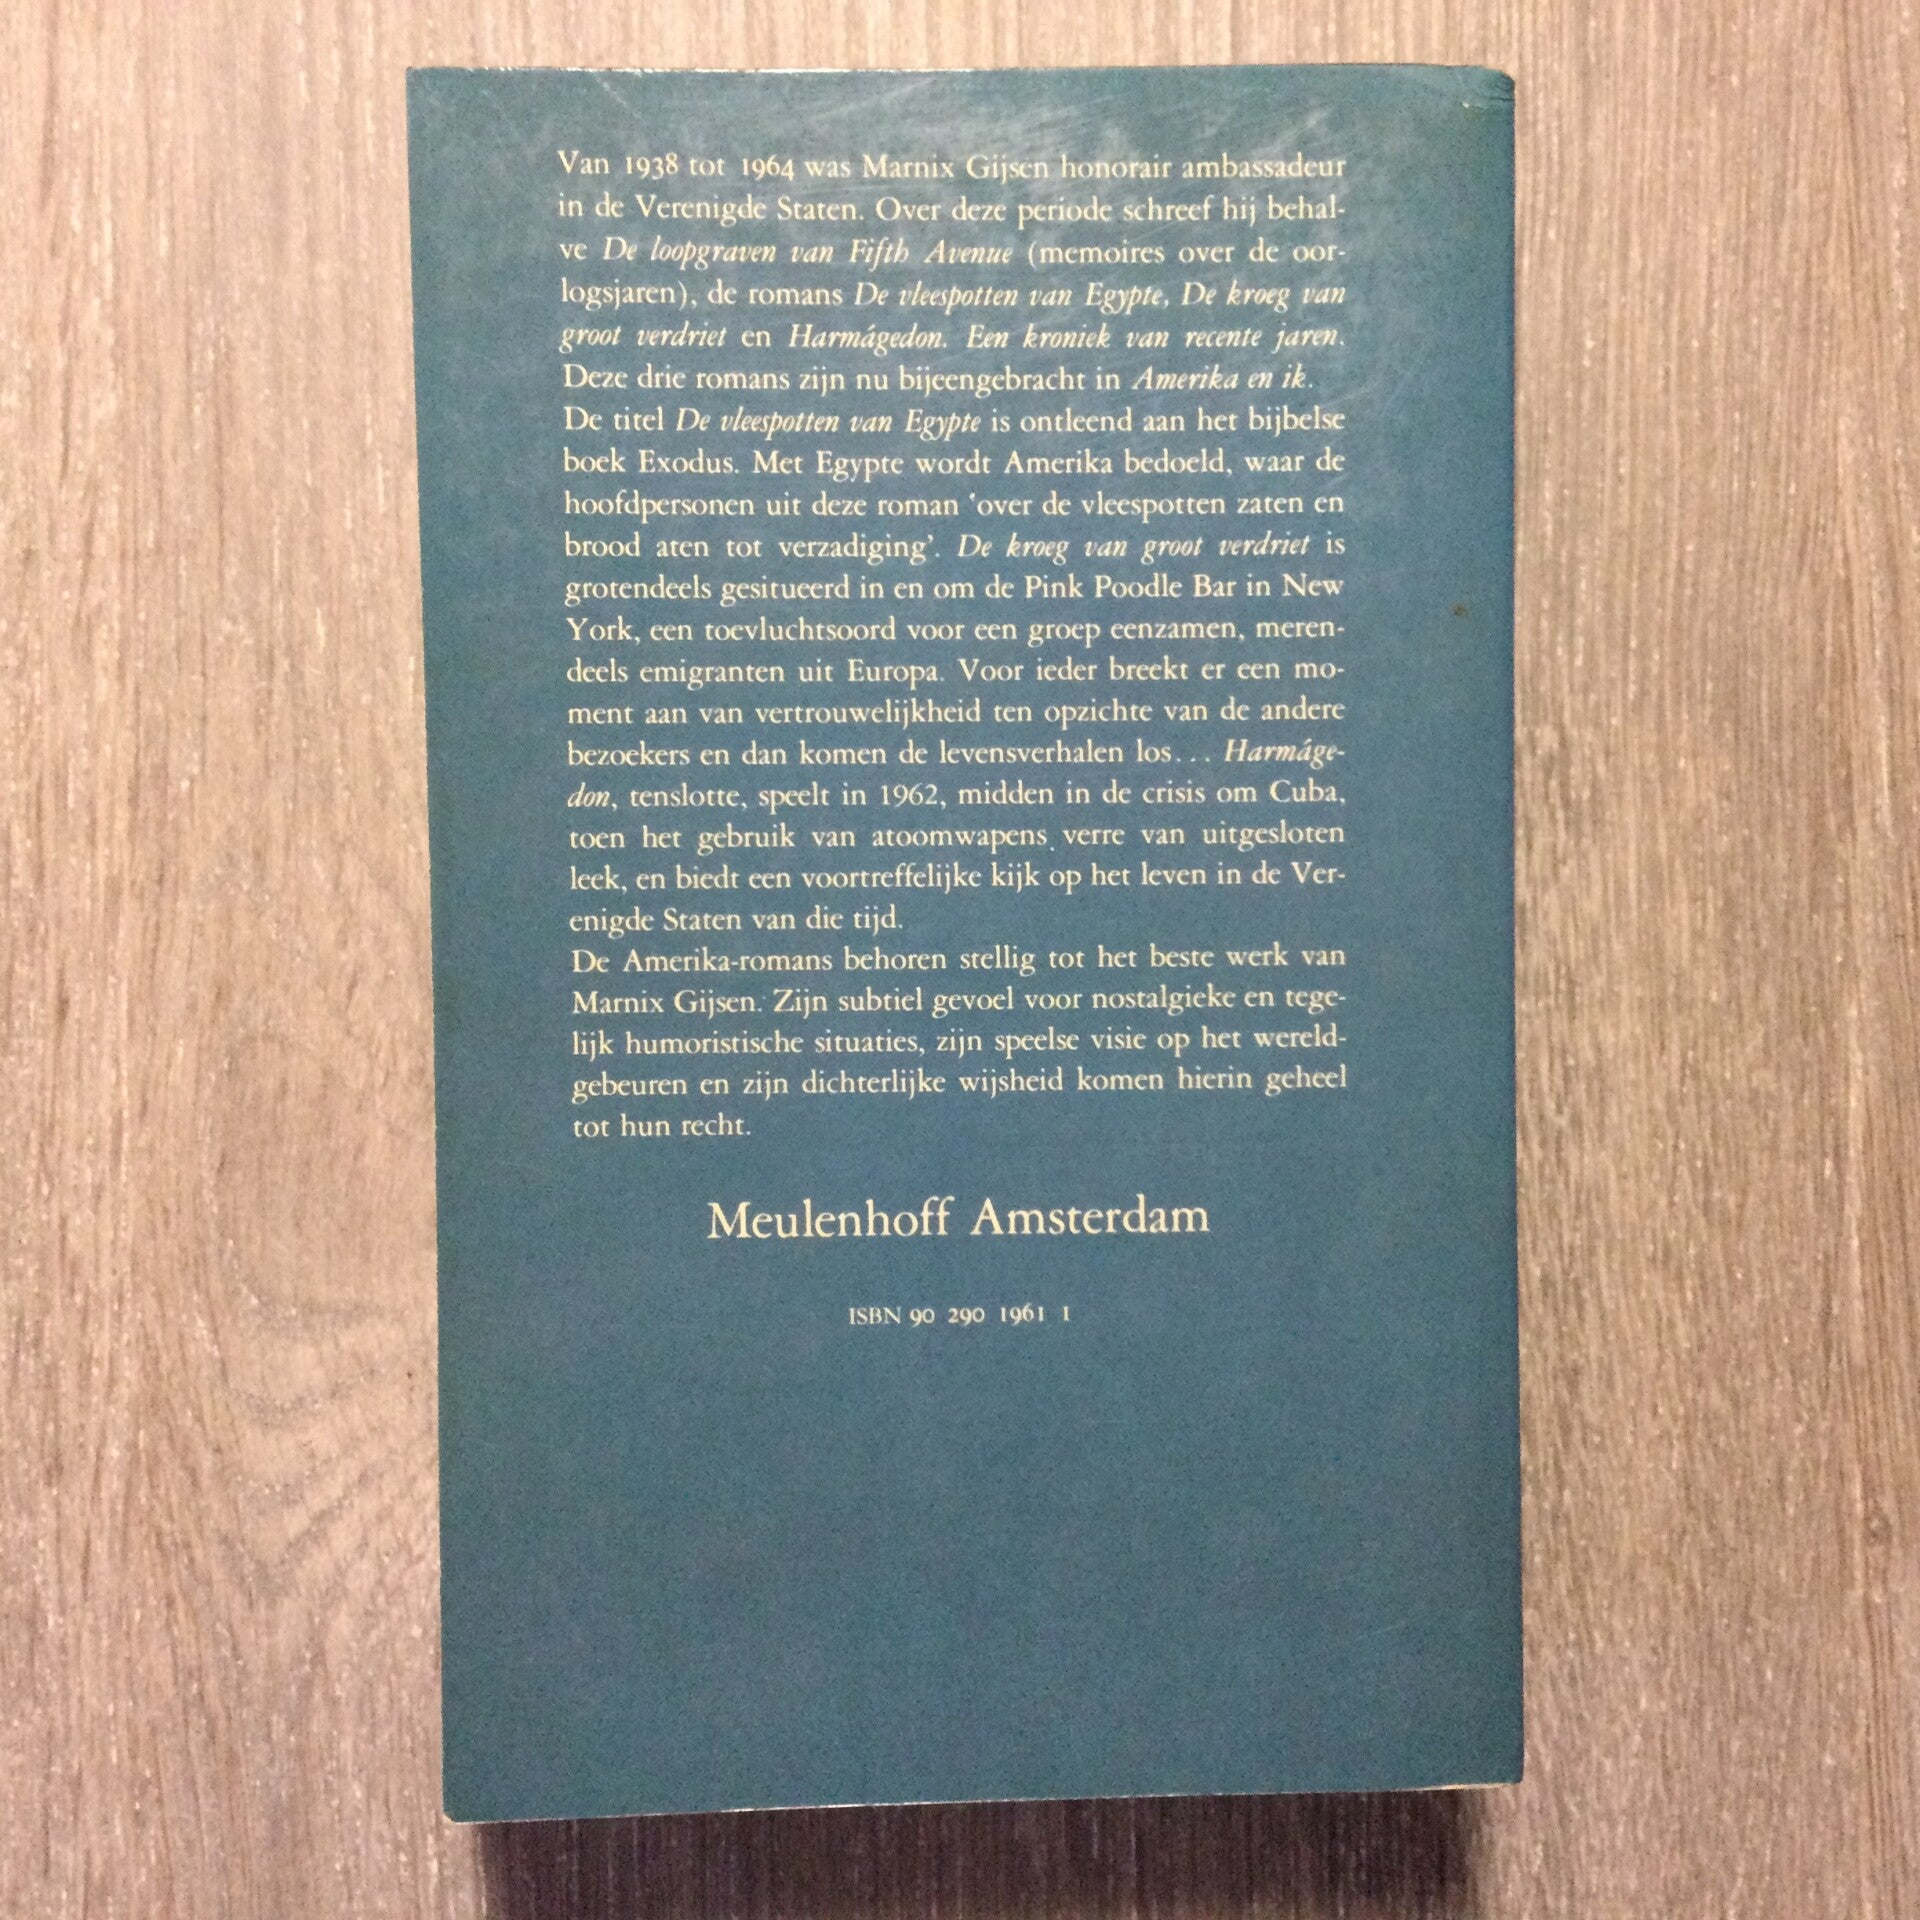 Van 1938 tot 1964 was Marnix Gijsen honorair ambassadeur
in de Verenigde Staten. Over deze periode schreef hij behal-
ve De loopgraven van Fifth Avenue (memoires over de oor-
logsjaren), de romans De vleespotten van Egypte, De kroeg van
groot verdriet en Harmágedon. Een kroniek van recente jaren.
Deze drie romans zijn nu bijeengebracht in Amerika en ik.
De titel De vleespotten van Egypte is ontleend aan het bijbelse
boek Exodus. Met Egypte wordt Amerika bedoeld, waar de
hoofdpersonen uit deze roman ‘over de vleespotten zaten en
brood aten tot verzadiging’. De kroeg van groot verdriet is
grotendeels gesitueerd in en om de Pink Poodle Bar in New
York, een toevluchtsoord voor een groep eenzamen, meren-
deels emigranten uit Europa. Voor ieder breekt er een mo-
ment aan van vertrouwelijkheid ten opzichte van de andere
bezoekers en dan komen de levensverhalen los... Harmáge-
don, tenslotte, speelt in 1962, midden in de crisis om Cuba,
toen het gebruik van atoomwapens verre van uitgesloten
leek, en biedt een voortreffelijke kijk op het leven in de Ver-
enigde Staten van die tijd.
De Amerika-romans behoren stellig tot het beste werk van
Marnix Gijsen. Zijn subtiel gevoel voor nostalgieke en tege-
lijk humoristische situaties, zijn speelse visie op het wereld-
gebeuren en zijn dichterlijke wijsheid komen hierin geheel
tot hun recht.
Meulenhoff Amsterdam
ISBN 90 290 1961 1